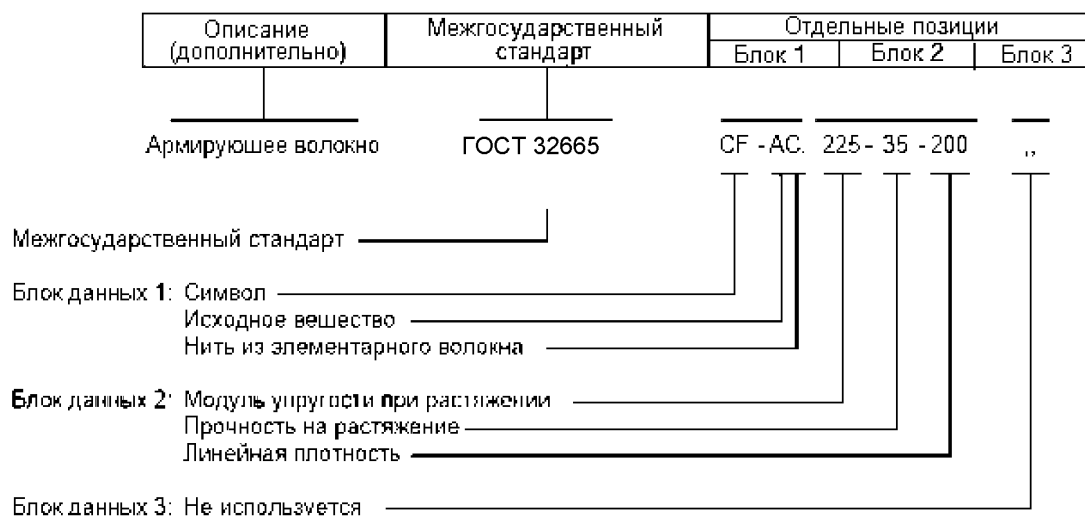 Описание
(дополнительно)
Межгосударственный
стандарт
Отдельные позиции
Блок 1 Блок 2 Блок 3
Армируюшее волокно ГОСТ 32665 CF - AC. 225 - 35 - 200 ,,
Межгосударственный стандарт
Блок данных 1: Символ
Исходное вешество
Нить из элементарного волокна
Блок данных 2: Модуль упругости при растяжении
Прочность на растяжение
Линейная плотность
Блок данных 3: Не используется